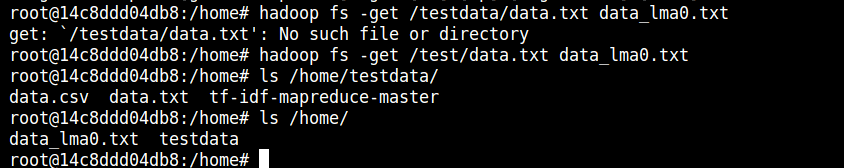 root@14c8ddd04db8:/home# hadoop fs -get /testdata/data.txt data_lma0.txt
get: `/testdata/data.txt': No such file or directory
root@14c8ddd04db8:/home# hadoop fs -get /test/data.txt data_lma0.txt
root@14c8ddd04db8:/home# ls /home/testdata/
data.csv  data.txt  tf-idf-mapreduce-master
root@14c8ddd04db8:/home# ls /home/
data_lma0.txt  testdata
root@14c8ddd04db8:/home#